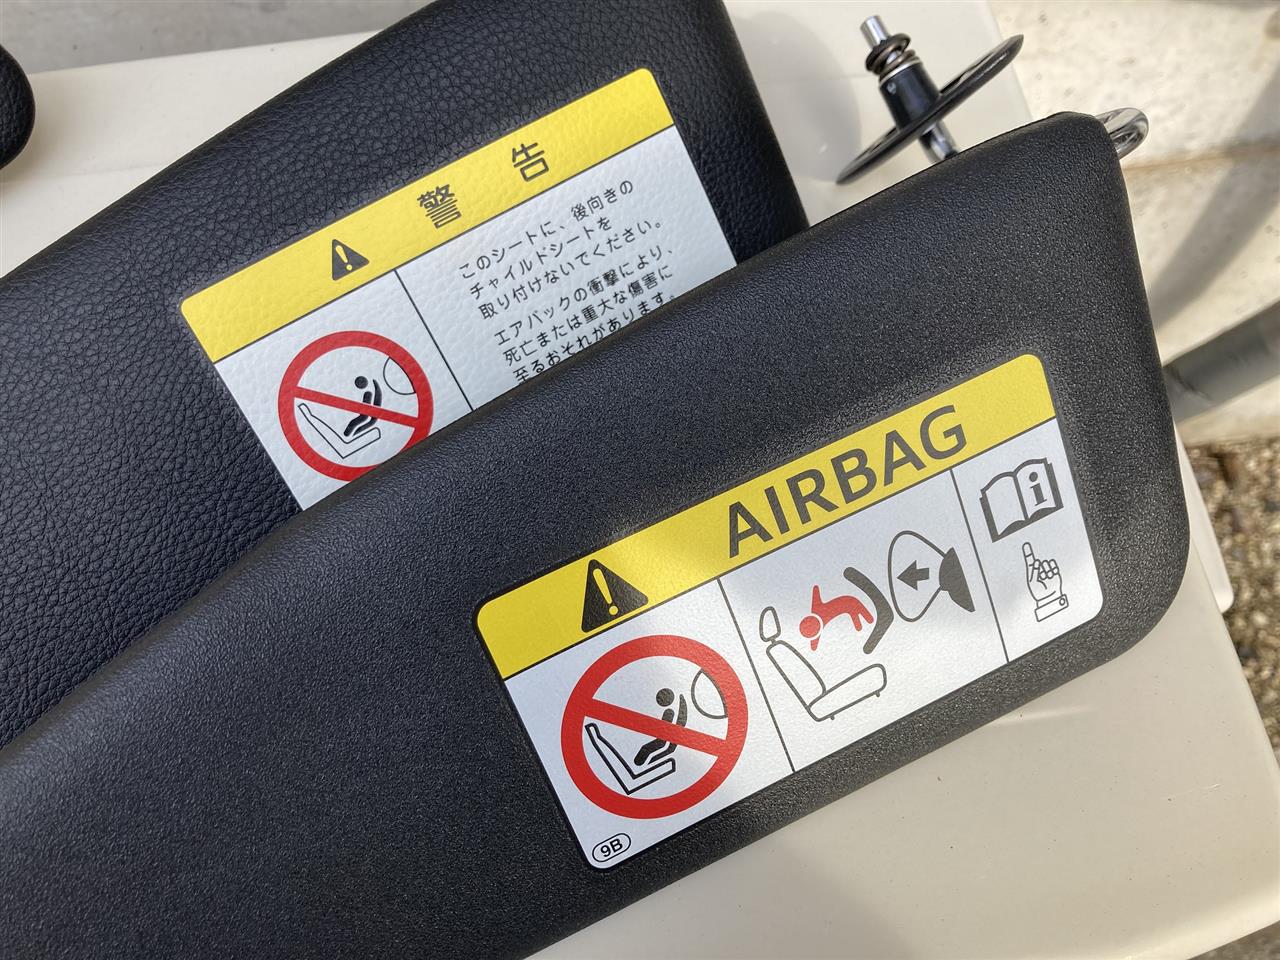 警告
このシートに、後向きの
チャイルドシートを
取り付けないでください。
エアバックの衝撃により、
死亡または重大な傷害に
至るおそれがあります。
AIRBAG
i
9B